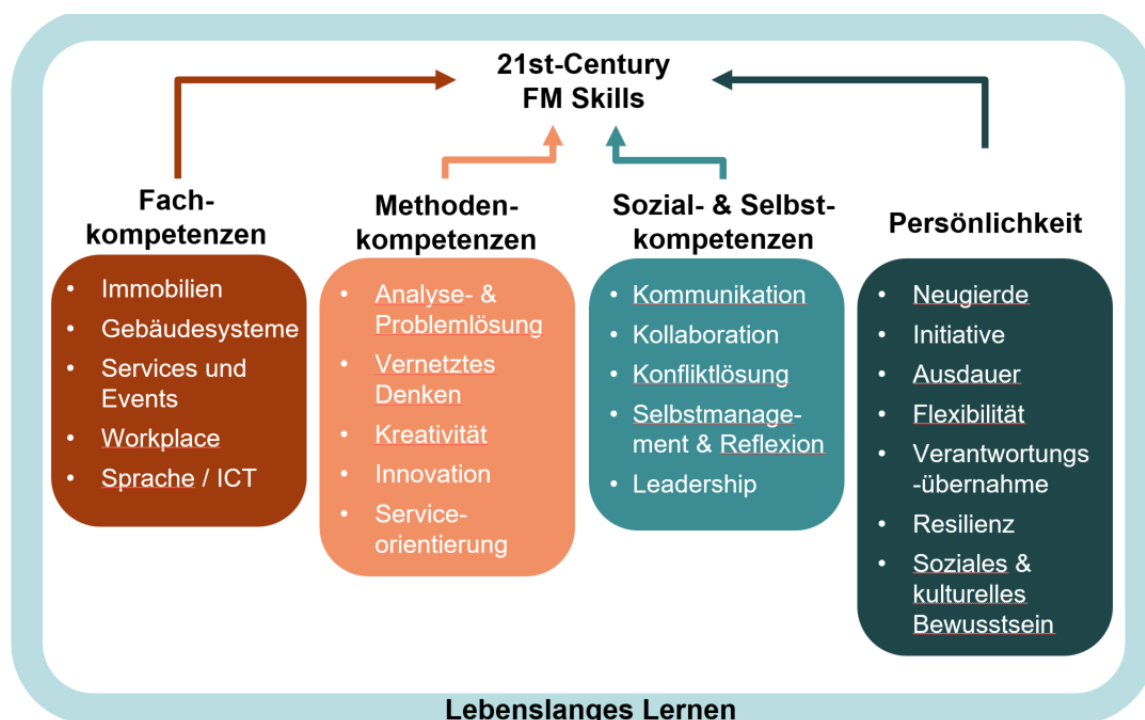 21st-Century
FM Skills
Fach-
kompetenzen
Immobilien
Gebäudesysteme
Services und
Events
Workplace
Sprache / ICT
Methoden-
kompetenzen
Analyse- &
Problemlösung
Vernetztes
Denken
Kreativität
Innovation
Service-
orientierung
Sozial- & Selbst-
kompetenzen
Kommunikation
Kollaboration
Konfliktlösung
Selbstmanage-
ment & Reflexion
Leadership
Persönlichkeit
Neugierde
Initiative
Ausdauer
Flexibilität
Verantwortungs
-übernahme
Resilienz
Soziales &
kulturelles
Bewusstsein
Lebenslanges Lernen